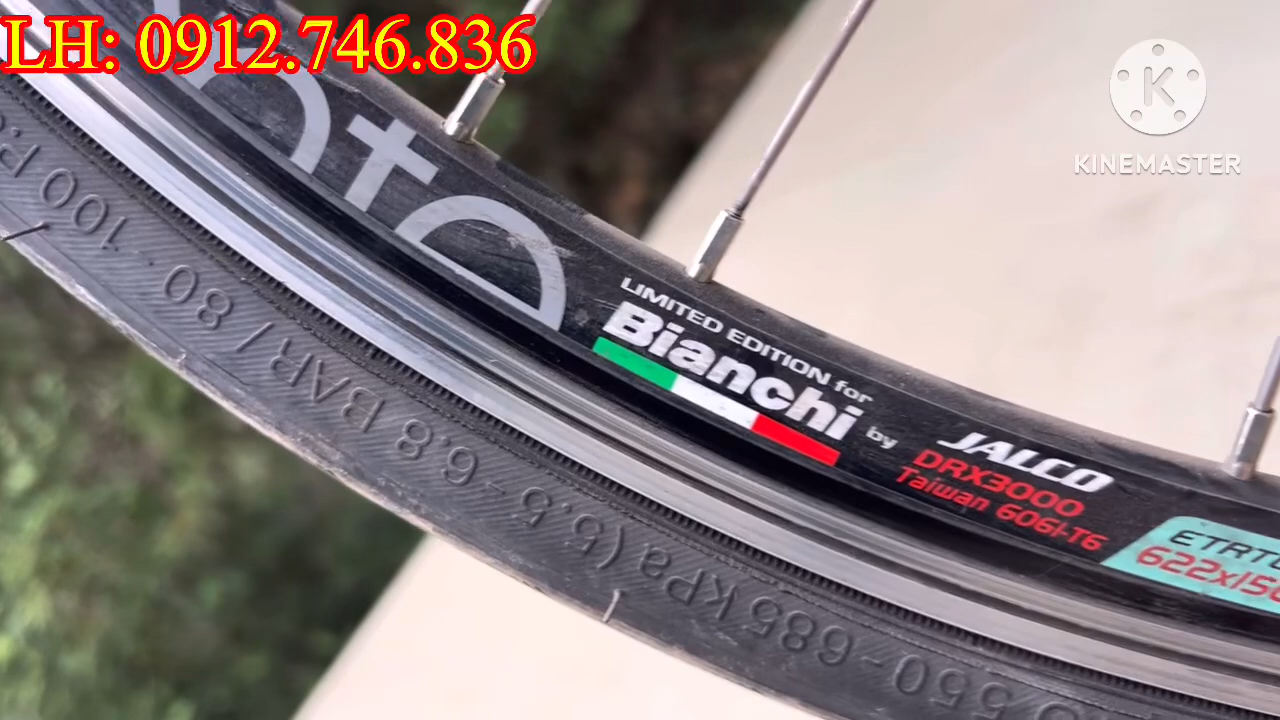 LH: 0912.746.836
KINEMASTER
LIMITED EDITION for
Bianchi by
JALCO
DRX3000
Taiwan 6061-T6
ETRTO
550-685 kPa (5.5-6.8 BAR / 80-100 P.